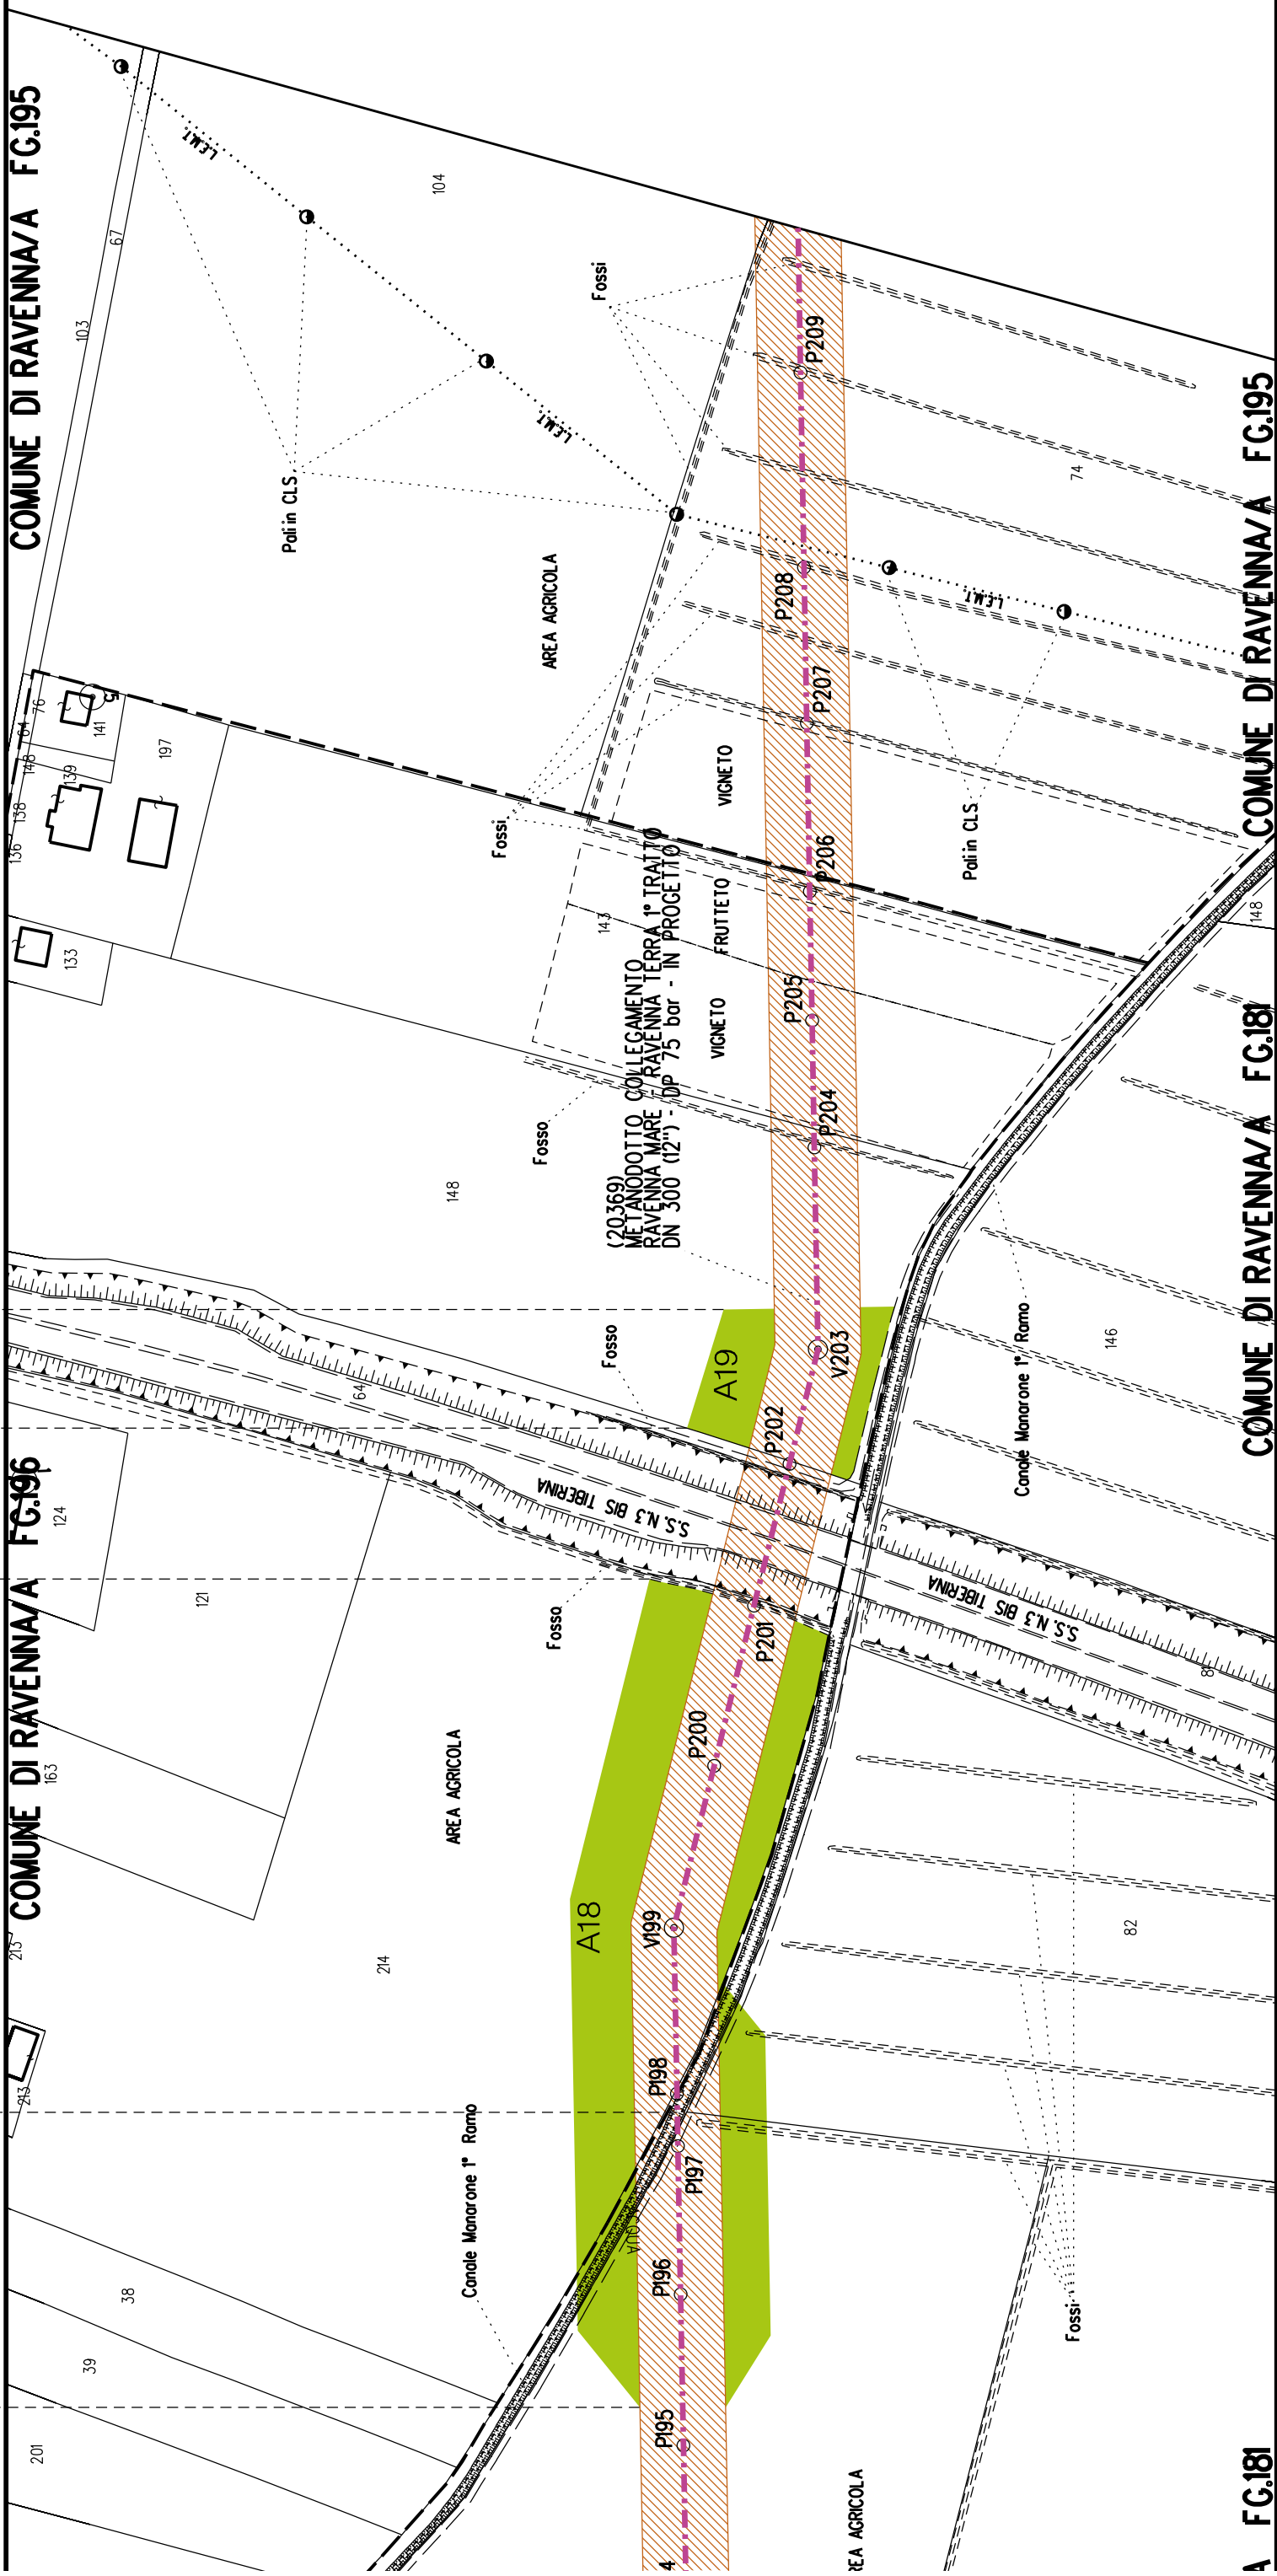 COMUNE DI RAVENNA/A FG.195
COMUNE DI RAVENNA/A FG.196
COMUNE DI RAVENNA/A FG.195
COMUNE DI RAVENNA/A FG.181
FG.181
67
103
104
L.E.M.T.
L.E.M.T.
L.E.M.T.
Pali in CLS.
Pali in CLS.
Fossi
Fossi
Fossi
AREA AGRICOLA
AREA AGRICOLA
74
64
76
141
5
148
139
138
136
197
133
143
148
VIGNETO
FRUTTETO
VIGNETO
(20369)
METANODOTTO COLLEGAMENTO
RAVENNA MARE - RAVENNA TERRA 1° TRATTO
DN 300 (12") - DP 75 bar - IN PROGETTO
Fosso
Fosso
Fosso
P209
P208
P207
P206
P205
P204
V203
P202
P201
P200
V199
P198
P197
P196
P195
A19
A18
64
S.S. N.3 BIS TIBERINA
S.S. N.3 BIS TIBERINA
Canale Manarone 1° Ramo
Canale Manarone 1° Ramo
148
146
82
124
121
163
213
213
214
38
39
201